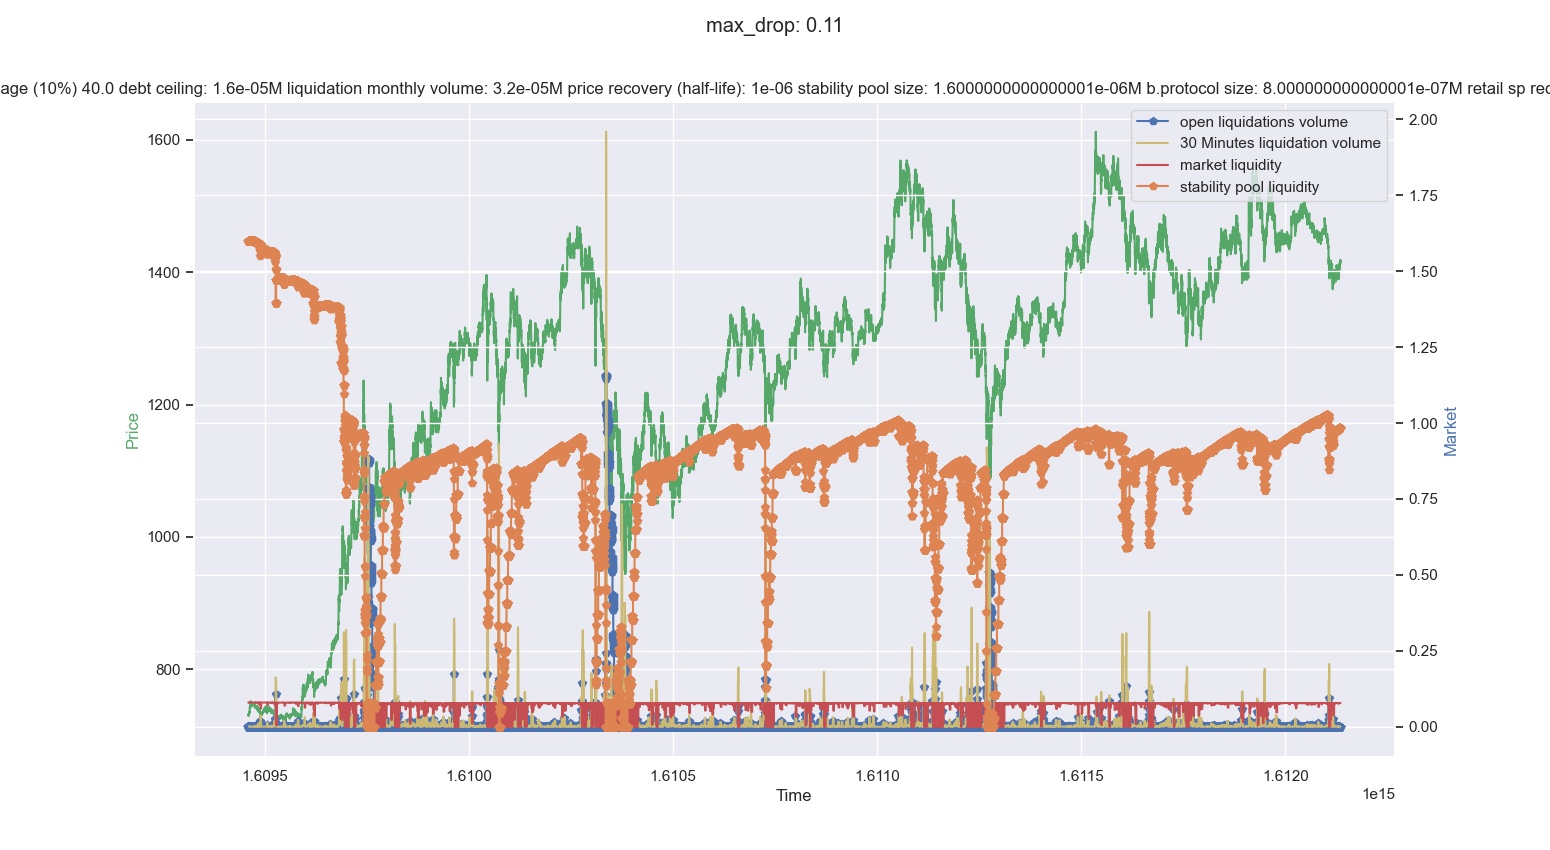 max_drop: 0.11
age (10%) 40.0 debt ceiling: 1.6e-05M liquidation monthly volume: 3.2e-05M price recovery (half-life): 1e-06 stability pool size: 1.6000000000000001e-06M b.protocol size: 8.000000000000001e-07M retail sp rec
open liquidations volume
30 Minutes liquidation volume
market liquidity
stability pool liquidity
1600
1400
1200
1000
800
Price
2.00
1.75
1.50
1.25
1.00
0.75
0.50
0.25
0.00
Market
1.6095 1.6100 1.6105 1.6110 1.6115 1.6120
Time
1e15